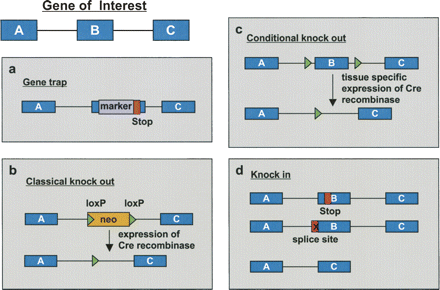 Gene of Interest
A B C
a
Gene trap
A marker C
Stop
b
Classical knock out
loxP loxP
A neo C
expression of
Cre recombinase
A C
c
Conditional knock out
A B C
tissue specific
expression of Cre
recombinase
A C
d
Knock in
A B C
Stop
A X B C
splice site
A C